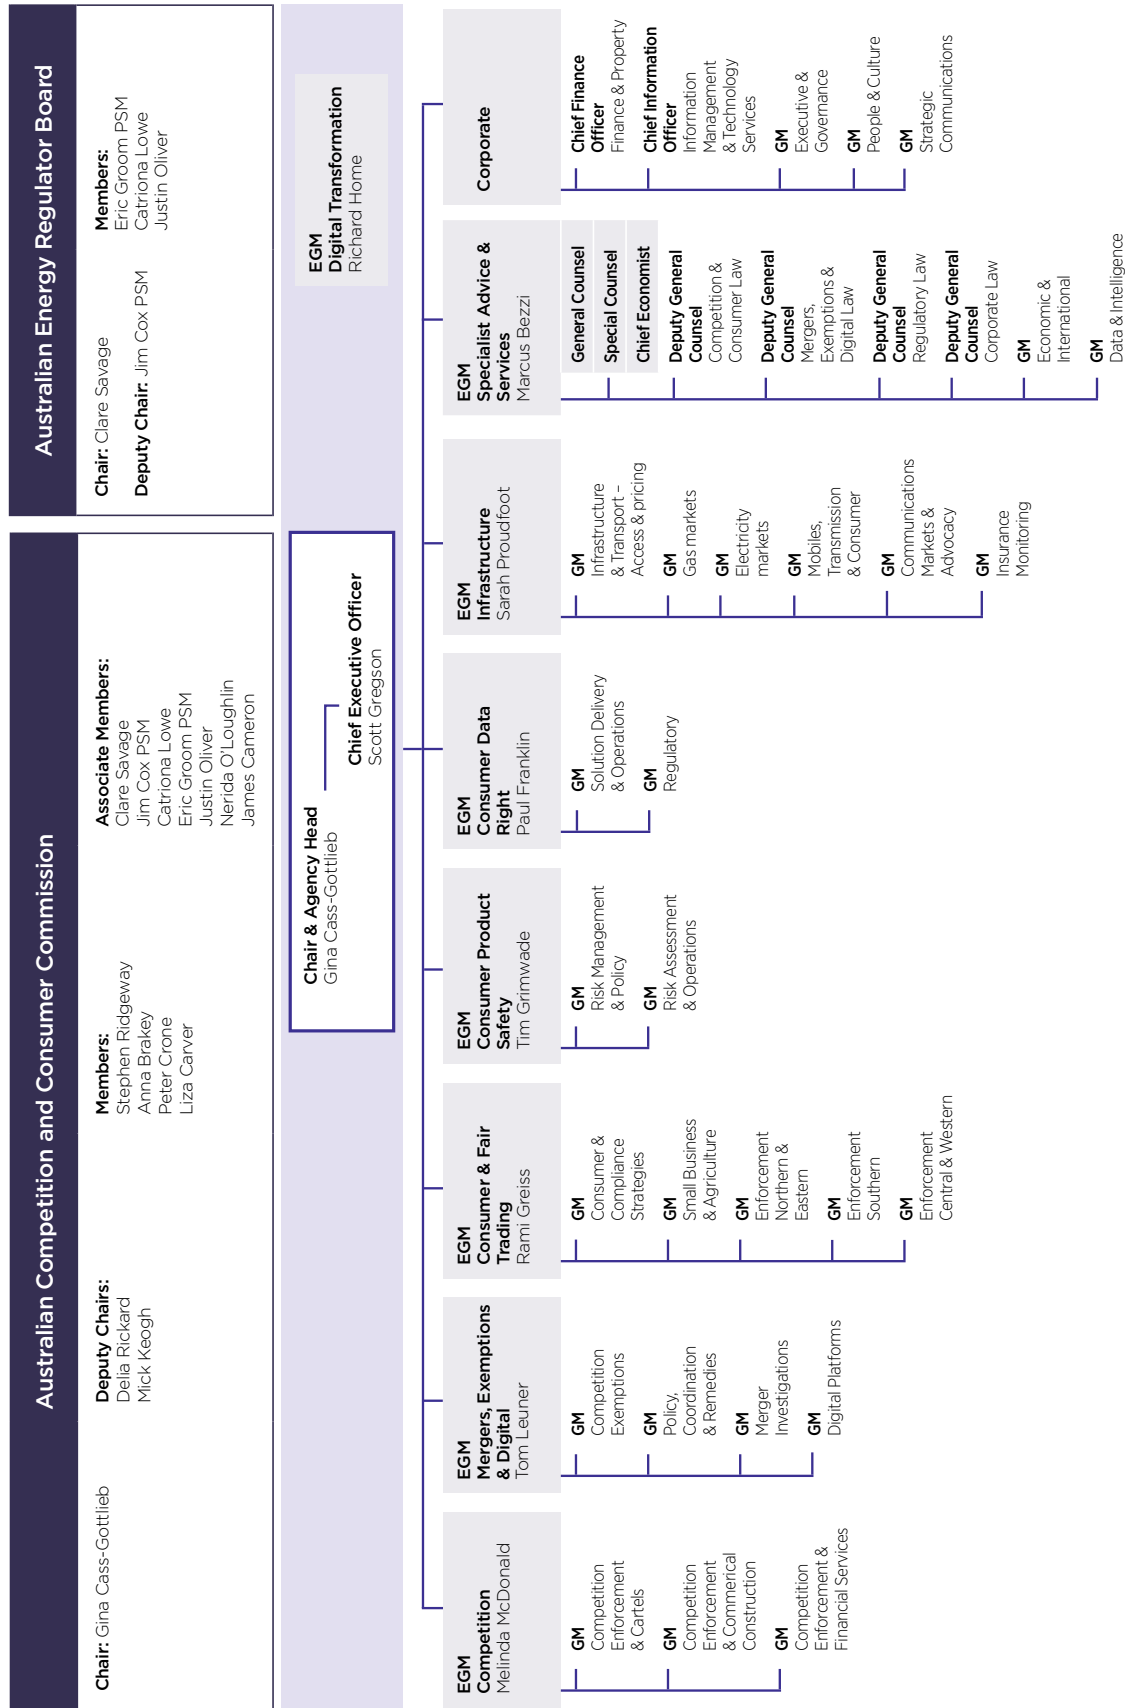 Australian Competition and Consumer Commission
Chair: Gina Cass-Gottlieb
Deputy Chairs:
Delia Rickard
Mick Keogh
Members:
Stephen Ridgeway
Anna Brakey
Peter Crone
Liza Carver
Associate Members:
Clare Savage
Jim Cox PSM
Catriona Lowe
Eric Groom PSM
Justin Oliver
Nerida O'Loughlin
James Cameron
Australian Energy Regulator Board
Chair: Clare Savage
Deputy Chair: Jim Cox PSM
Members:
Eric Groom PSM
Catriona Lowe
Justin Oliver
Chair & Agency Head
Gina Cass-Gottlieb
Chief Executive Officer
Scott Gregson
EGM
Digital Transformation
Richard Home
EGM
Competition
Melinda McDonald
GM
Competition
Enforcement
& Cartels
GM
Competition
Enforcement
& Commerical
Construction
GM
Competition
Enforcement &
Financial Services
EGM
Mergers, Exemptions
& Digital
Tom Leuner
GM
Competition
Exemptions
GM
Policy,
Coordination
& Remedies
GM
Merger
Investigations
GM
Digital Platforms
EGM
Consumer & Fair
Trading
Rami Greiss
GM
Consumer &
Compliance
Strategies
GM
Small Business
& Agriculture
GM
Enforcement
Northern &
Eastern
GM
Enforcement
Southern
GM
Enforcement
Central & Western
EGM
Consumer Product
Safety
Tim Grimwade
GM
Risk Management
& Policy
GM
Risk Assessment
& Operations
EGM
Consumer Data
Right
Paul Franklin
GM
Solution Delivery
& Operations
GM
Regulatory
EGM
Infrastructure
Sarah Proudfoot
GM
Infrastructure
& Transport –
Access & pricing
GM
Gas markets
GM
Electricity
markets
GM
Mobiles,
Transmission
& Consumer
GM
Communications
Markets &
Advocacy
GM
Insurance
Monitoring
EGM
Specialist Advice &
Services
Marcus Bezzi
General Counsel
Special Counsel
Chief Economist
Deputy General
Counsel
Competition &
Consumer Law
Deputy General
Counsel
Mergers,
Exemptions &
Digital Law
Deputy General
Counsel
Regulatory Law
Deputy General
Counsel
Corporate Law
GM
Economic &
International
GM
Data & Intelligence
Corporate
Chief Finance
Officer
Finance & Property
Chief Information
Officer
Information
Management
& Technology
Services
GM
Executive &
Governance
GM
People & Culture
GM
Strategic
Communications